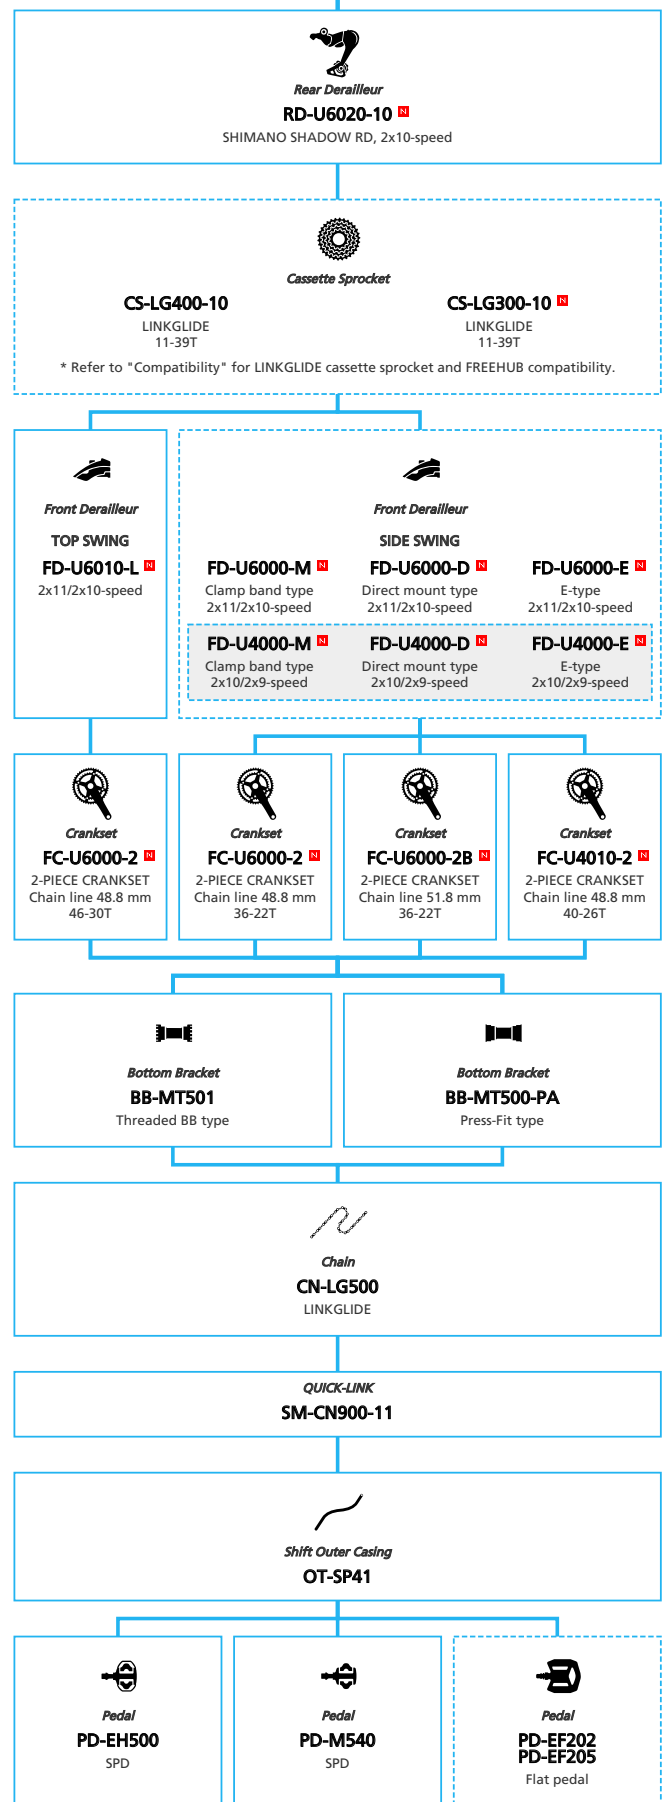 Rear Derailleur
RD-U6020-10 N
SHIMANO SHADOW RD, 2x10-speed
Cassette Sprocket
CS-LG400-10
LINKGLIDE
11-39T
CS-LG300-10 N
LINKGLIDE
11-39T
* Refer to "Compatibility" for LINKGLIDE cassette sprocket and FREEHUB compatibility.
Front Derailleur
TOP SWING
FD-U6010-L N
2x11/2x10-speed
Front Derailleur
SIDE SWING
FD-U6000-M N
Clamp band type
2x11/2x10-speed
FD-U6000-D N
Direct mount type
2x11/2x10-speed
FD-U6000-E N
E-type
2x11/2x10-speed
FD-U4000-M N
Clamp band type
2x10/2x9-speed
FD-U4000-D N
Direct mount type
2x10/2x9-speed
FD-U4000-E N
E-type
2x10/2x9-speed
Crankset
FC-U6000-2 N
2-PIECE CRANKSET
Chain line 48.8 mm
46-30T
Crankset
FC-U6000-2 N
2-PIECE CRANKSET
Chain line 48.8 mm
36-22T
Crankset
FC-U6000-2B N
2-PIECE CRANKSET
Chain line 51.8 mm
36-22T
Crankset
FC-U4010-2 N
2-PIECE CRANKSET
Chain line 48.8 mm
40-26T
Bottom Bracket
BB-MT501
Threaded BB type
Bottom Bracket
BB-MT500-PA
Press-Fit type
Chain
CN-LG500
LINKGLIDE
QUICK-LINK
SM-CN900-11
Shift Outer Casing
OT-SP41
Pedal
PD-EH500
SPD
Pedal
PD-M540
SPD
Pedal
PD-EF202
PD-EF205
Flat pedal